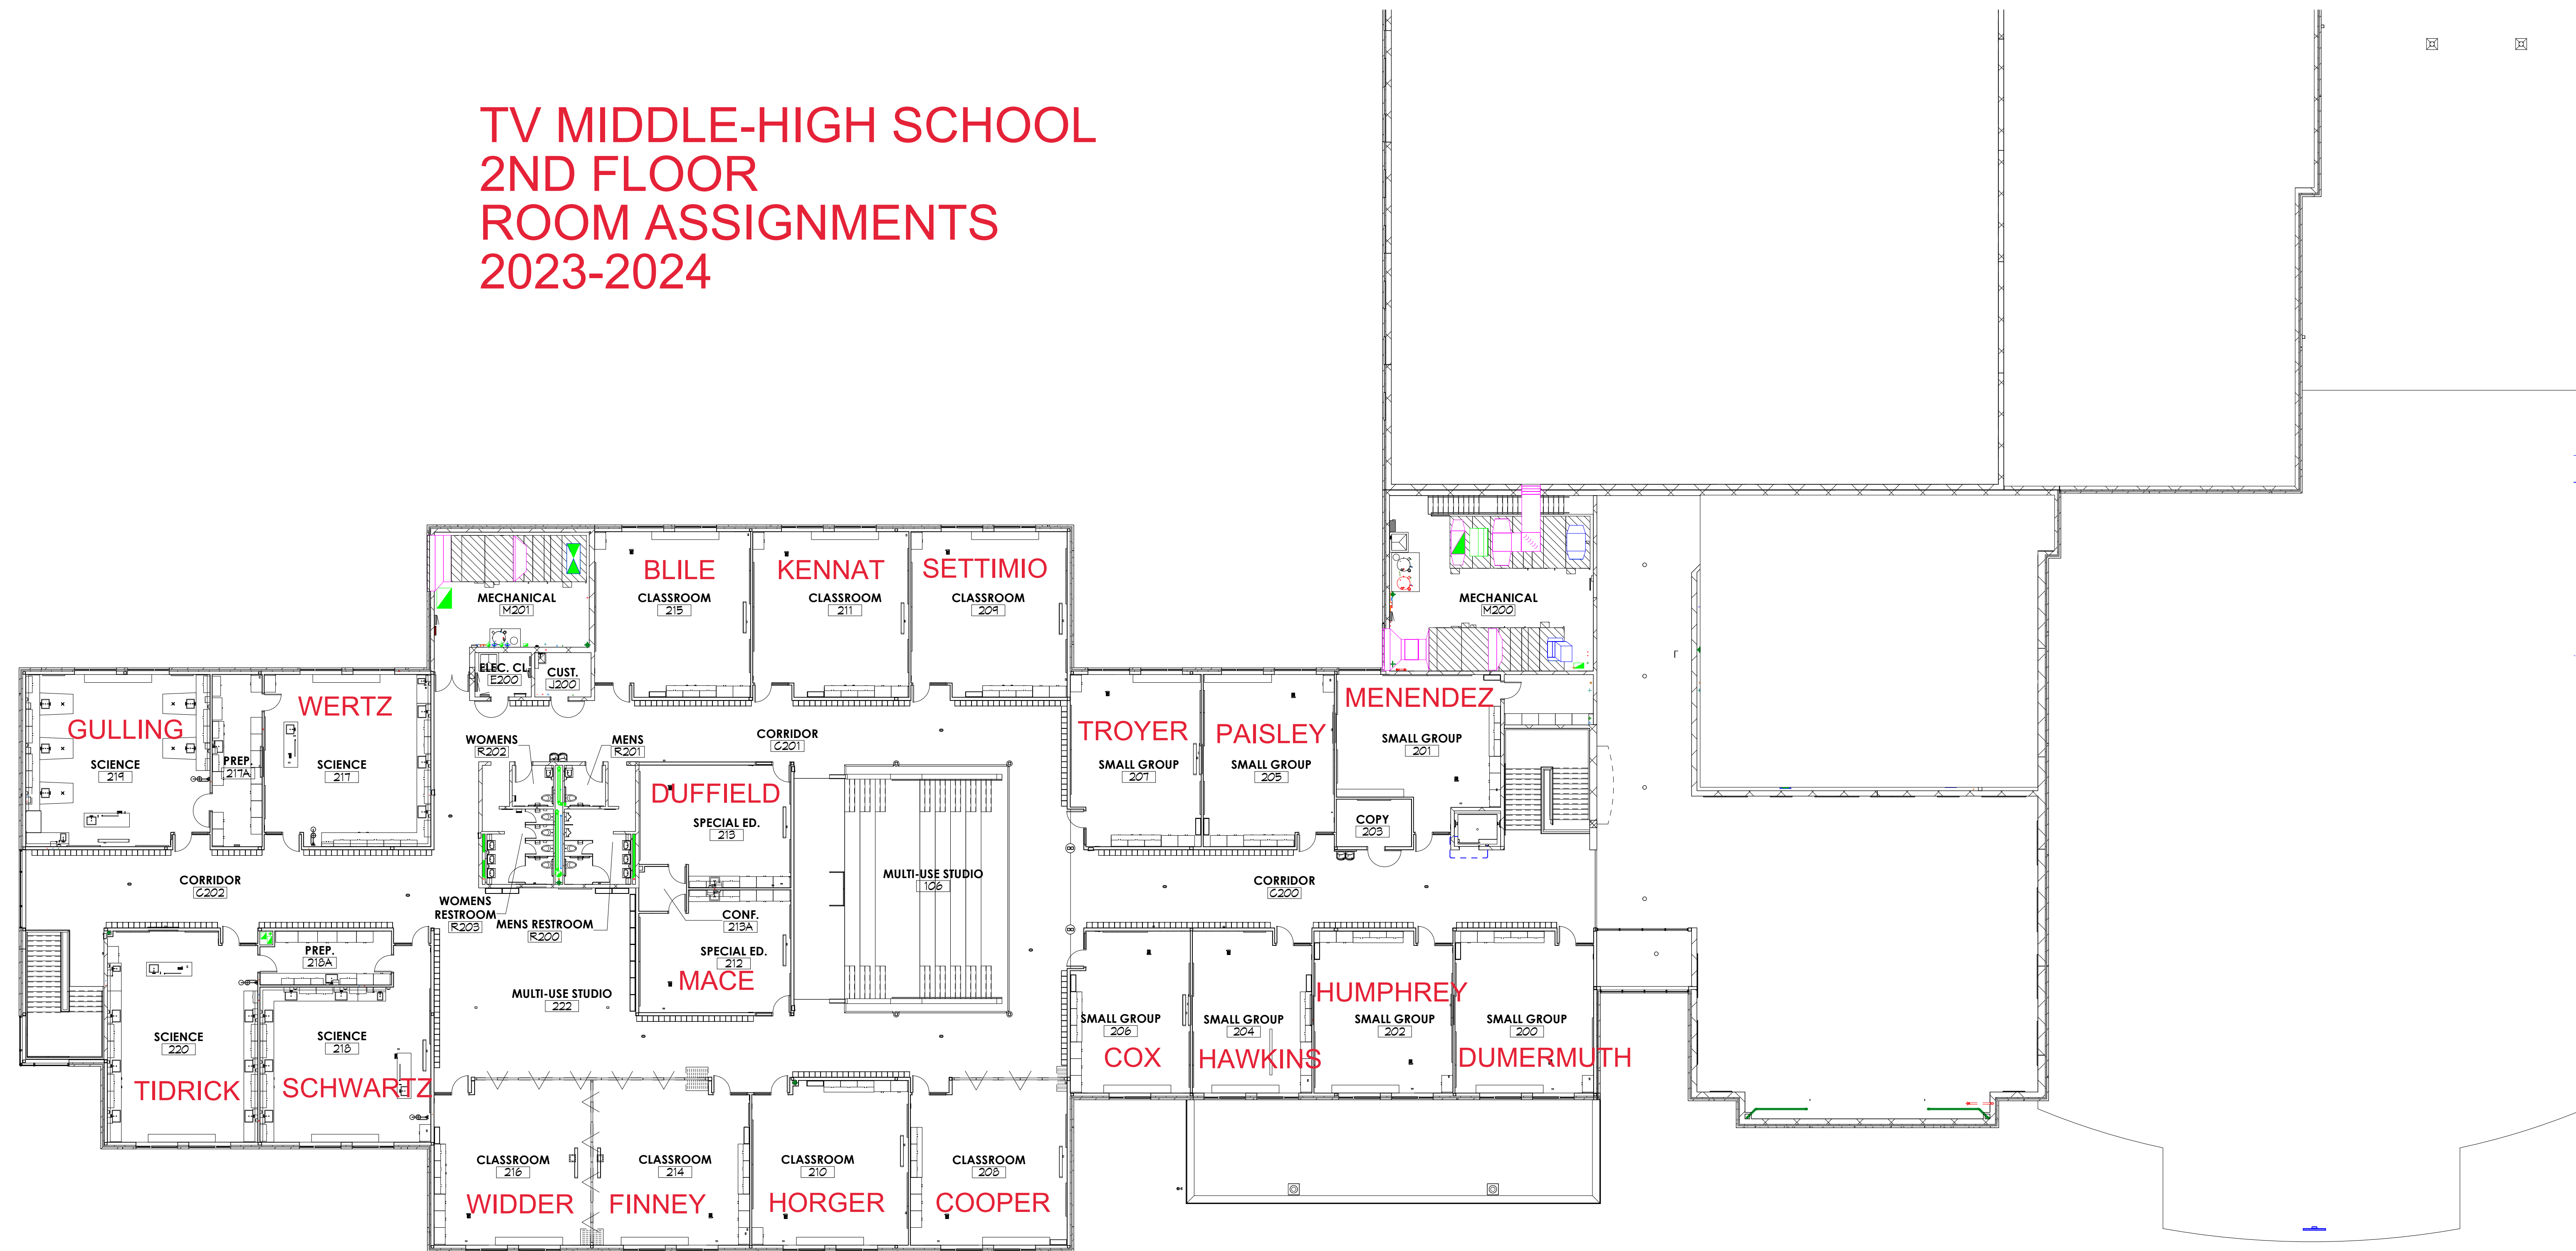 TV MIDDLE-HIGH SCHOOL
2ND FLOOR
ROOM ASSIGNMENTS
2023-2024
BLILE
CLASSROOM
215
KENNAT
CLASSROOM
211
SETTIMIO
CLASSROOM
209
MECHANICAL
M201
MECHANICAL
M200
ELEC. CL.
E200
CUST.
J200
GULLING
SCIENCE
219
PREP.
217A
WERTZ
SCIENCE
217
WOMENS
R202
MENS
R201
CORRIDOR
C201
TROYER
SMALL GROUP
207
PAISLEY
SMALL GROUP
205
MENENDEZ
SMALL GROUP
201
COPY
203
DUFFIELD
SPECIAL ED.
213
MULTI-USE STUDIO
106
CORRIDOR
C202
CORRIDOR
C200
WOMENS
RESTROOM
R203
MENS RESTROOM
R200
CONF.
213A
SPECIAL ED.
212
MACE
PREP.
218A
MULTI-USE STUDIO
222
SCIENCE
220
TIDRICK
SCIENCE
218
SCHWARTZ
SMALL GROUP
206
COX
SMALL GROUP
204
HAWKINS
HUMPHREY
SMALL GROUP
202
SMALL GROUP
200
DUMERMUTH
CLASSROOM
216
WIDDER
CLASSROOM
214
FINNEY
CLASSROOM
210
HORGER
CLASSROOM
208
COOPER